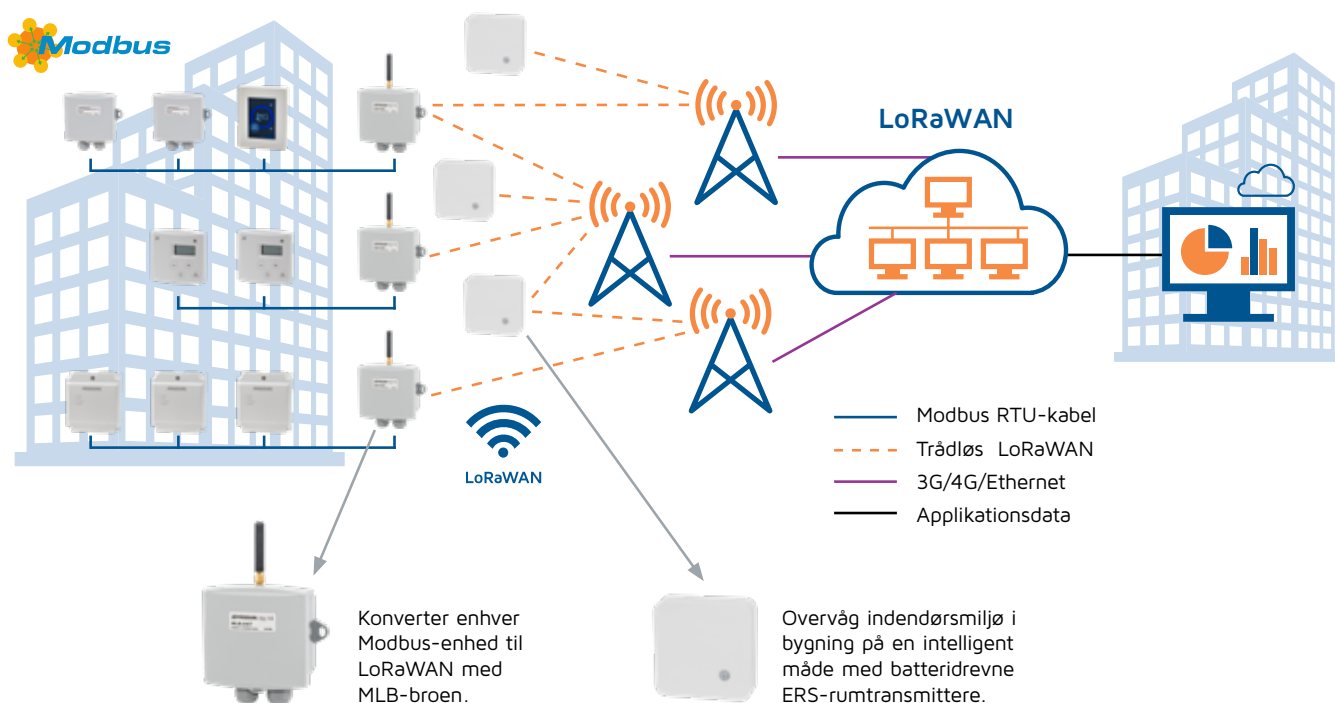 Modbus
LoRaWAN
LoRaWAN
Modbus RTU-kabel
Trådløs LoRaWAN
3G/4G/Ethernet
Applikationsdata
Konverter enhver
Modbus-enhed til
LoRaWAN med
MLB-broen.
Overvåg indendørsmiljø i
bygning på en intelligent
måde med batteridrevne
ERS-rumtransmittere.